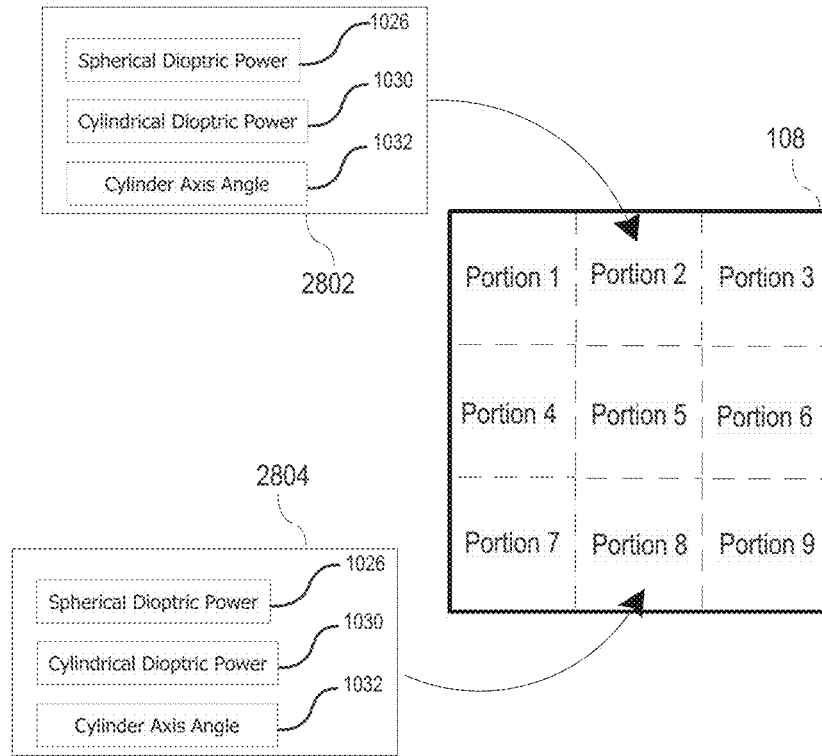 1026
Spherical Dioptric Power
1030
Cylindrical Dioptric Power
1032
Cylinder Axis Angle
2802
108
Portion 1 Portion 2 Portion 3
Portion 4 Portion 5 Portion 6
Portion 7 Portion 8 Portion 9
2804
1026
Spherical Dioptric Power
1030
Cylindrical Dioptric Power
1032
Cylinder Axis Angle